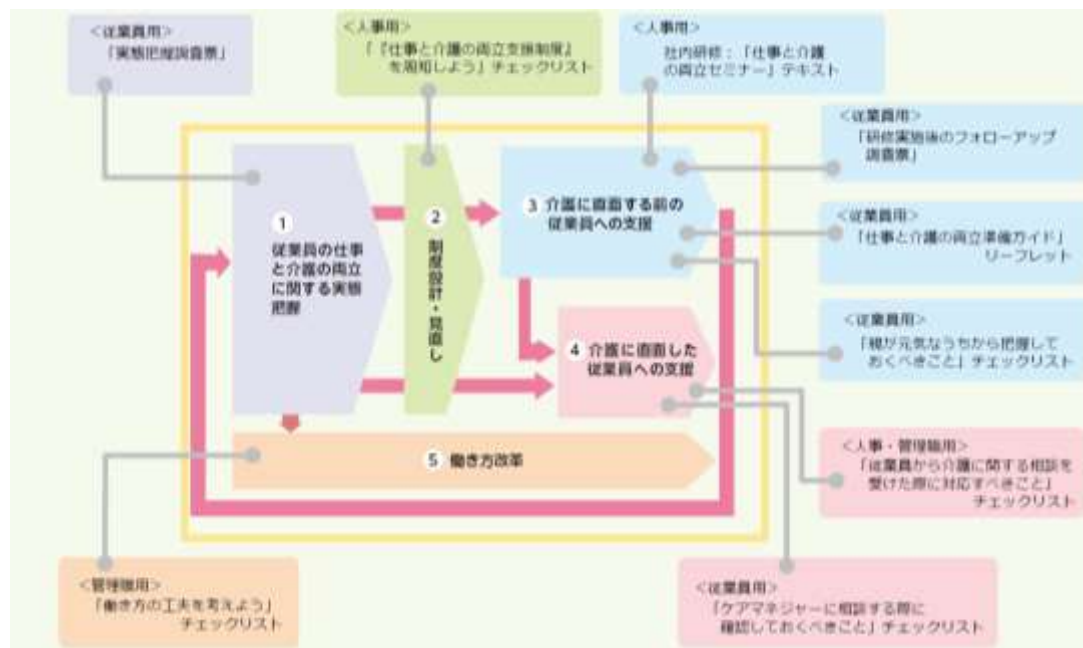 ＜従業員用＞
「実態把握調査票」
＜人事用＞
「『仕事と介護の両立支援制度』
を周知しよう」チェックリスト
＜人事用＞
社内研修：「仕事と介護
の両立セミナー」テキスト
＜従業員用＞
「研修実施後のフォローアップ
調査票」
＜従業員用＞
「仕事と介護の両立準備ガイド」
リーフレット
＜従業員用＞
「親が元気なうちから把握して
おくべきこと」チェックリスト
1
従業員の仕事
と介護の両立
に関する実態
把握
2
制度設計・見直し
3 介護に直面する前の
従業員への支援
4 介護に直面した
従業員への支援
5 働き方改革
＜人事・管理職用＞
「従業員から介護に関する相談を
受けた際に対応すべきこと」
チェックリスト
＜管理職用＞
「働き方の工夫を考えよう」
チェックリスト
＜従業員用＞
「ケアマネジャーに相談する際に
確認しておくべきこと」チェックリスト